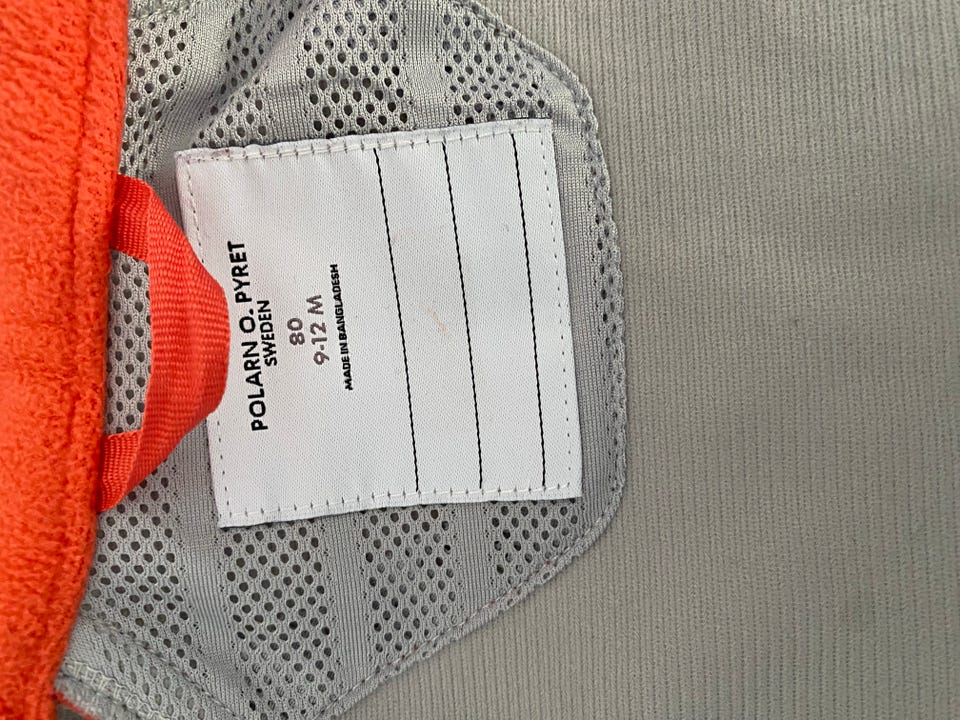 POLARN O. PYRET
SWEDEN
80
9-12 M
MADE IN BANGLADESH